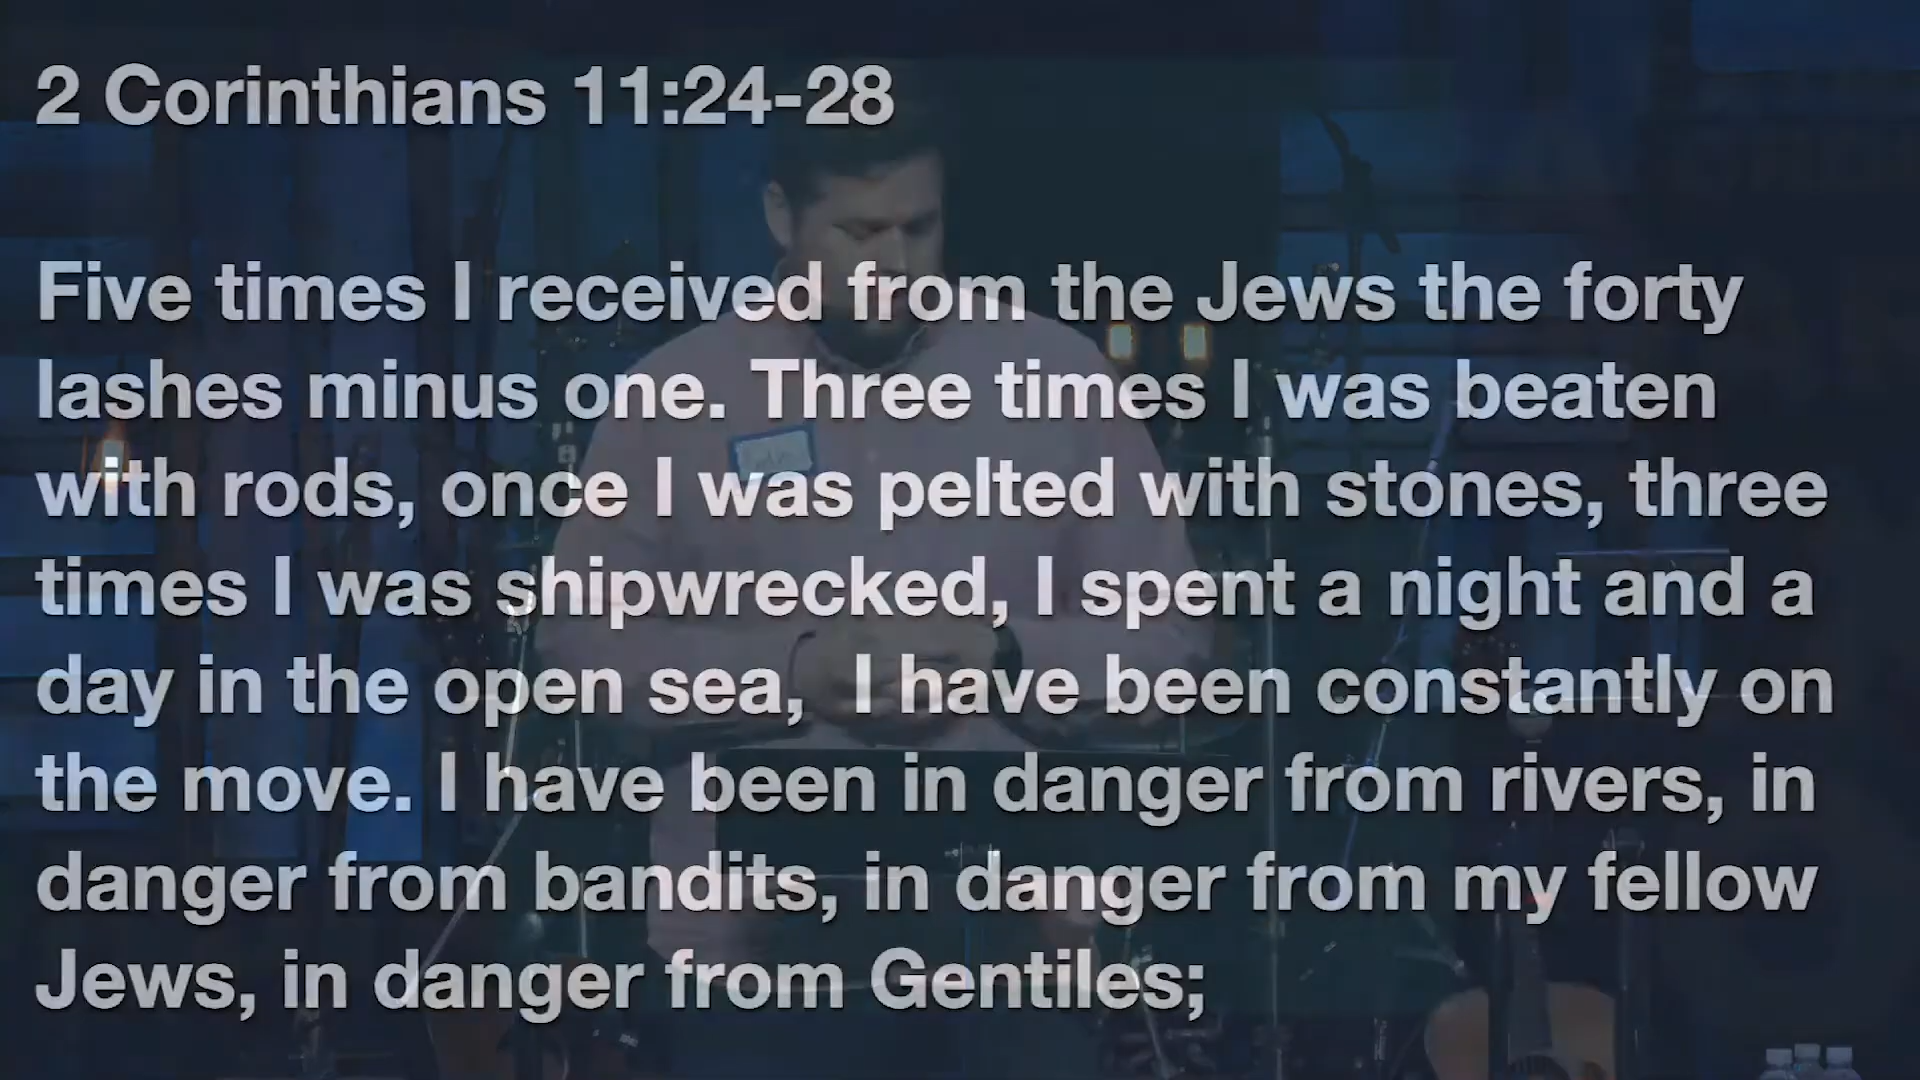 2 Corinthians 11:24-28
Five times I received from the Jews the forty
lashes minus one. Three times I was beaten
with rods, once I was pelted with stones, three
times I was shipwrecked, I spent a night and a
day in the open sea,  I have been constantly on
the move. I have been in danger from rivers, in
danger from bandits, in danger from my fellow
Jews, in danger from Gentiles;